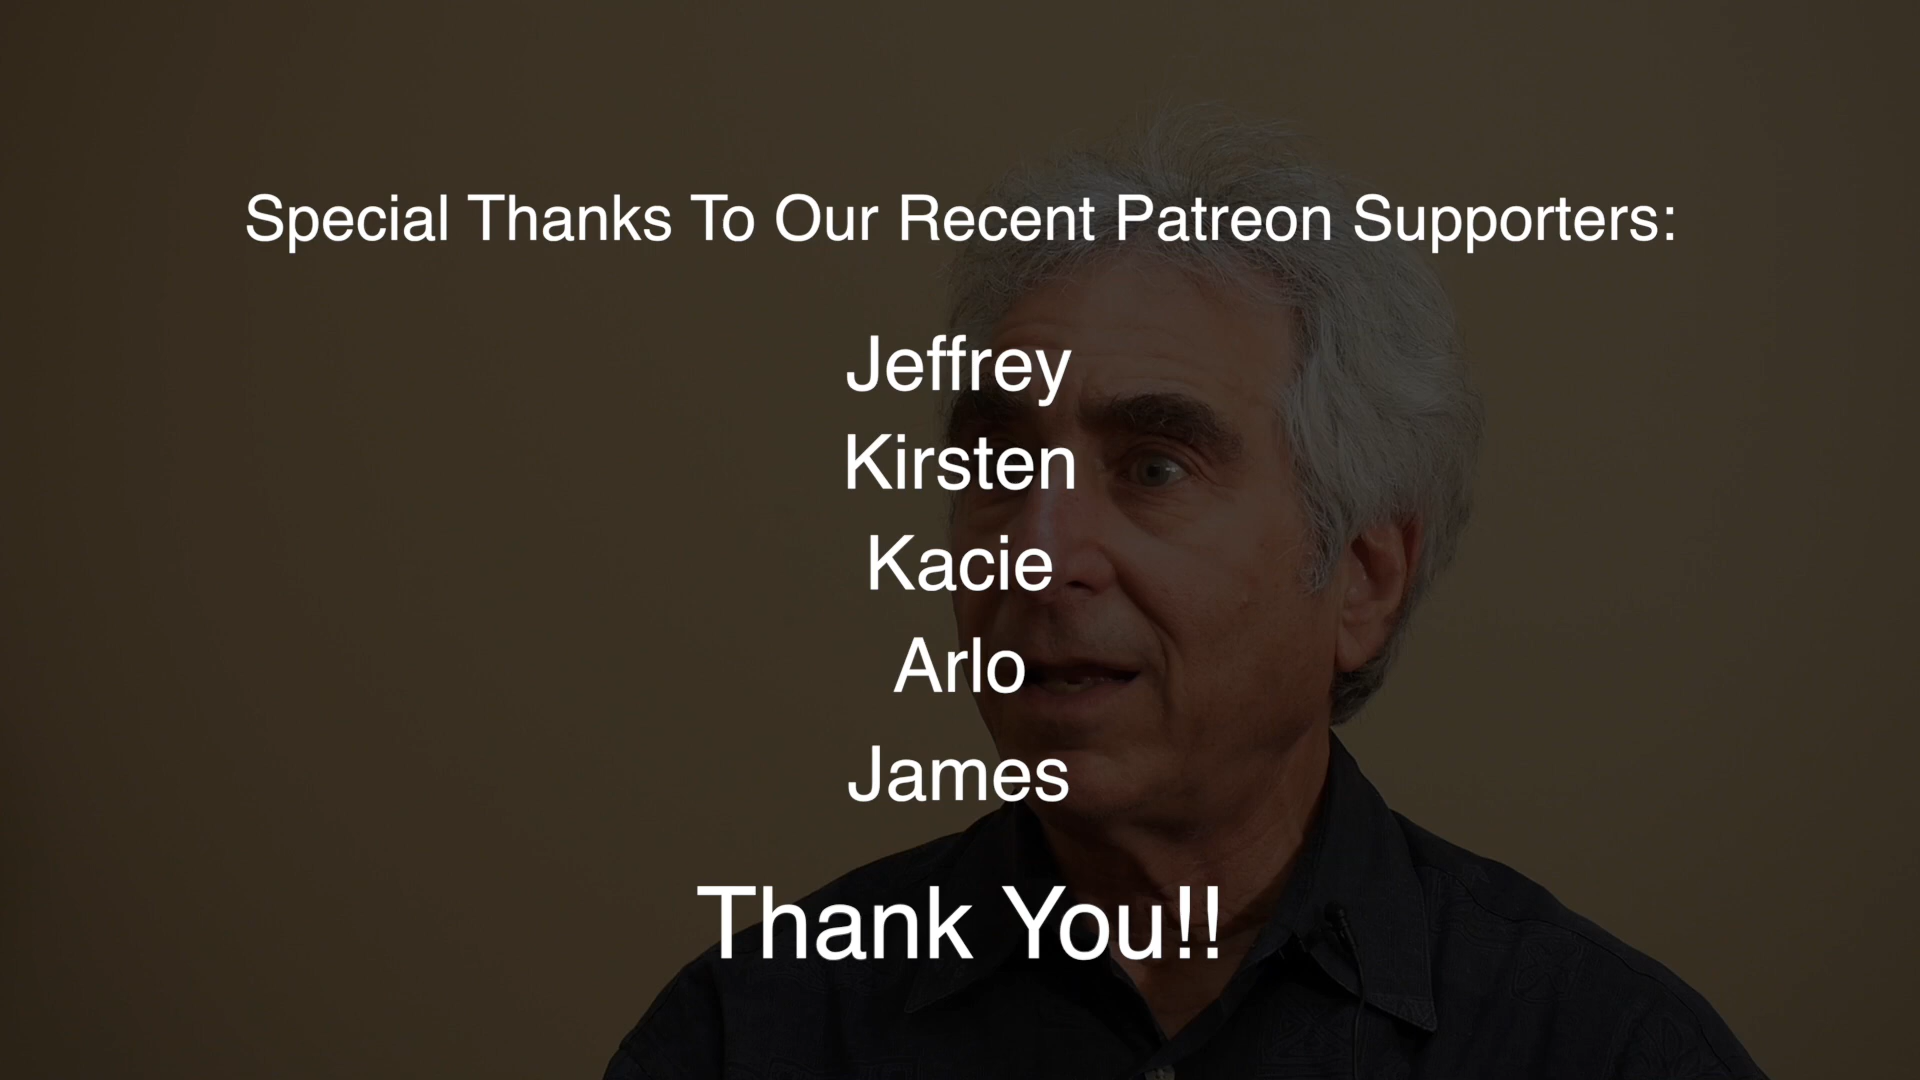 Special Thanks To Our Recent Patreon Supporters:
Jeffrey
Kirsten
Kacie
Arlo
James
Thank You!!